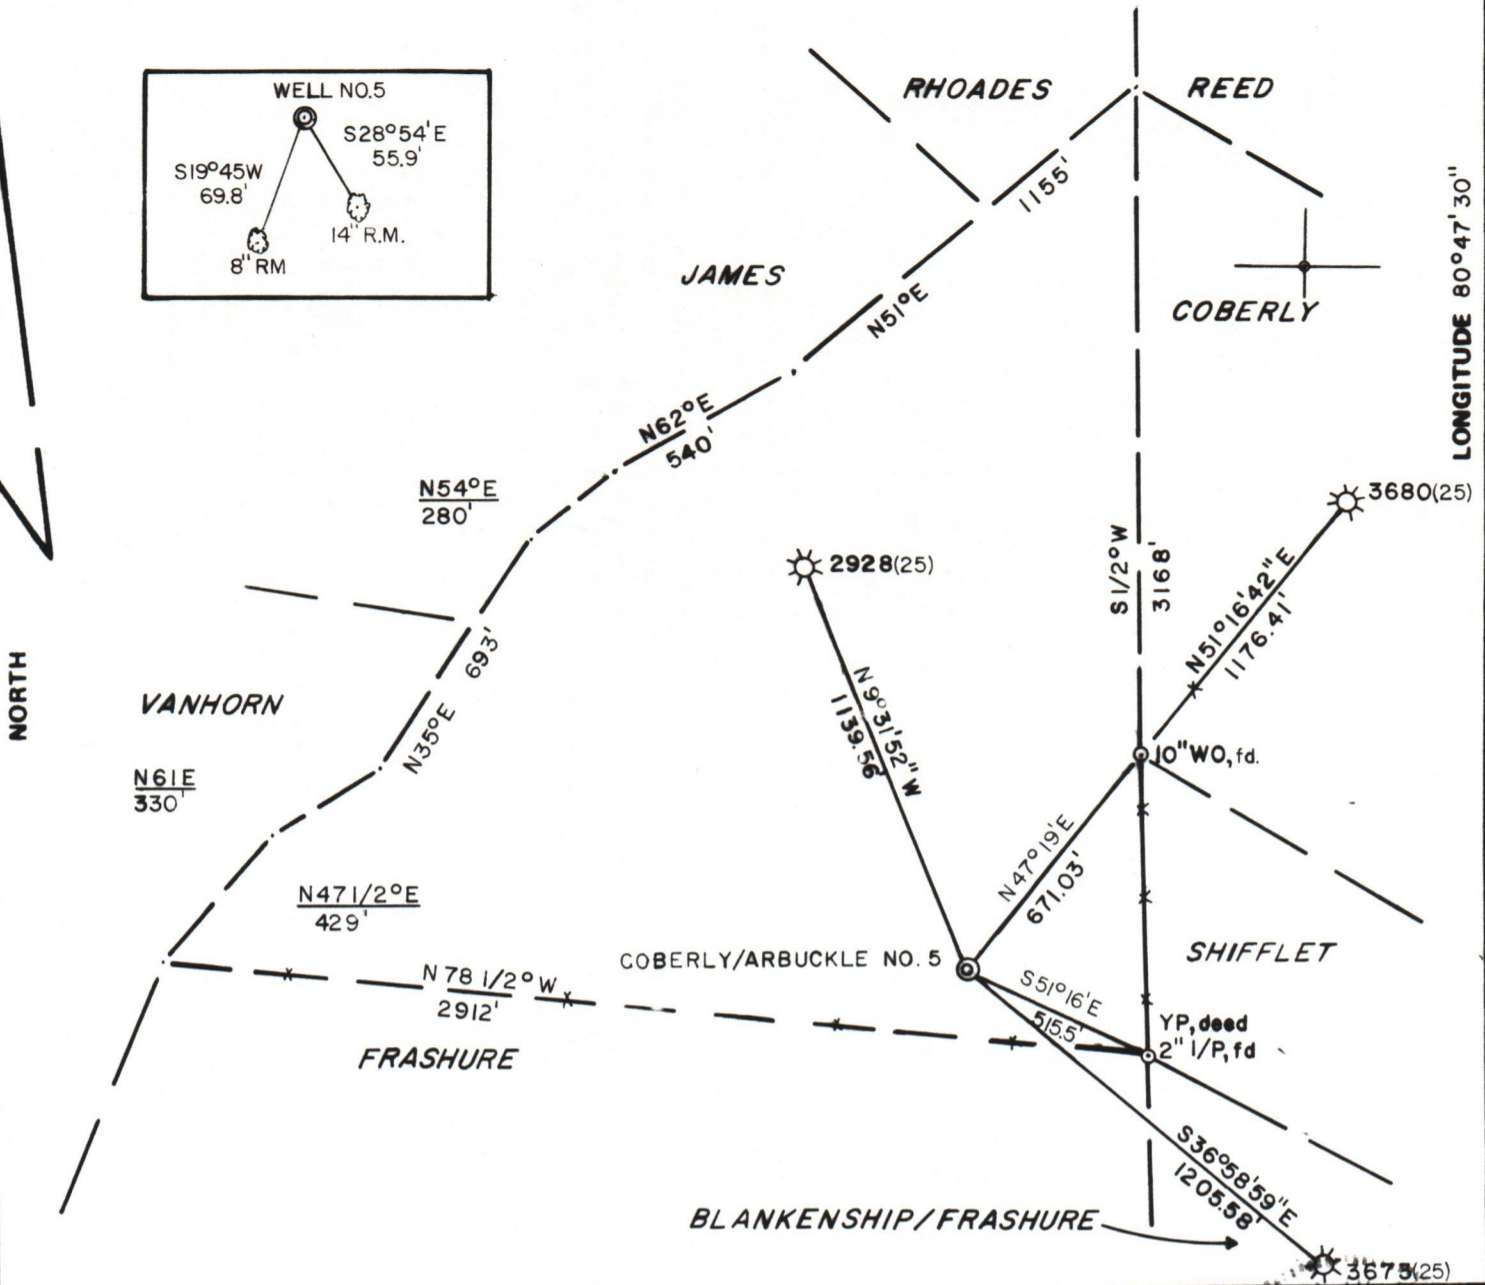 WELL NO.5
S28°54'E
55.9'
S19°45W
69.8'
14" R.M.
8" RM
RHOADES
REED
1155'
JAMES
N51°E
COBERLY
LONGITUDE 80°47'30"
N62°E
540'
N54°E
280'
3680(25)
2928(25)
S1/2°W
3168'
N51°16'42"E
1176.41'
693'
NORTH
VANHORN
N35°E
N9°31'52"W
1139.56'
10"WO,fd.
N61E
330'
N47°19'E
671.03'
N47 1/2°E
429'
COBERLY/ARBUCKLE NO. 5
SHIFFLET
N 78 1/2°W
2912'
S51°16'E
515.5'
YP,deed
2" I/P,fd
FRASHURE
S36°58'59"E
1205.58'
BLANKENSHIP/FRASHURE
(25)